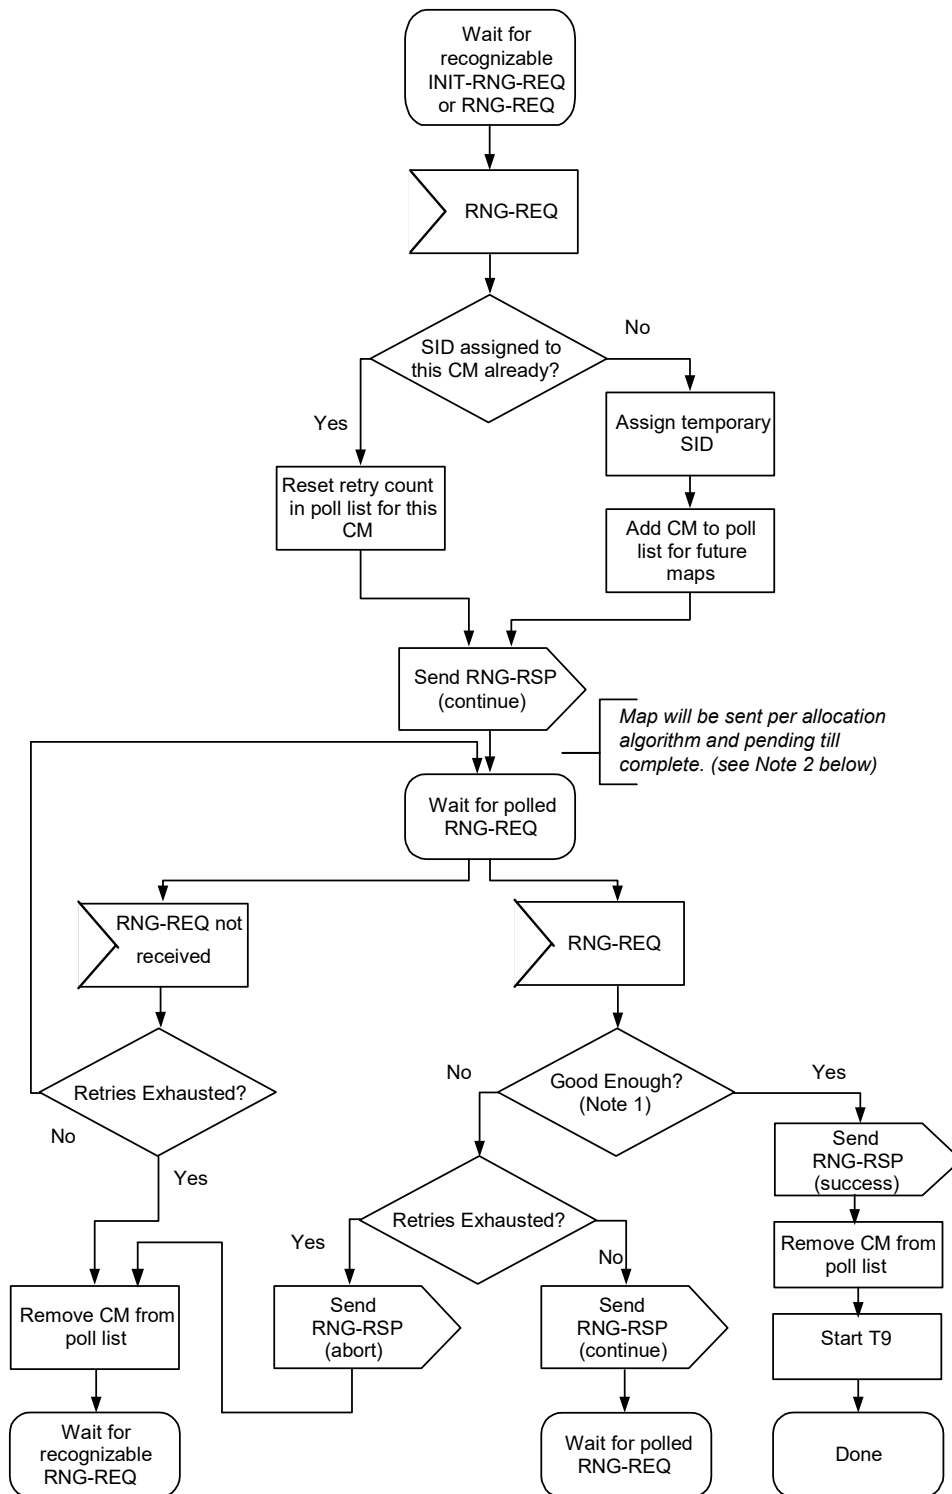 Wait for
recognizable
INIT-RNG-REQ
or RNG-REQ
RNG-REQ
SID assigned to
this CM already?
No
Yes
Assign temporary
SID
Reset retry count
in poll list for this
CM
Add CM to poll
list for future
maps
Send RNG-RSP
(continue)
Map will be sent per allocation
algorithm and pending till
complete. (see Note 2 below)
Wait for polled
RNG-REQ
RNG-REQ not
received
RNG-REQ
Retries Exhausted?
No
Yes
Good Enough?
(Note 1)
No
Yes
Send
RNG-RSP
(success)
Retries Exhausted?
Yes
No
Remove CM from
poll list
Remove CM from
poll list
Send
RNG-RSP
(abort)
Send
RNG-RSP
(continue)
Start T9
Wait for
recognizable
RNG-REQ
Wait for polled
RNG-REQ
Done